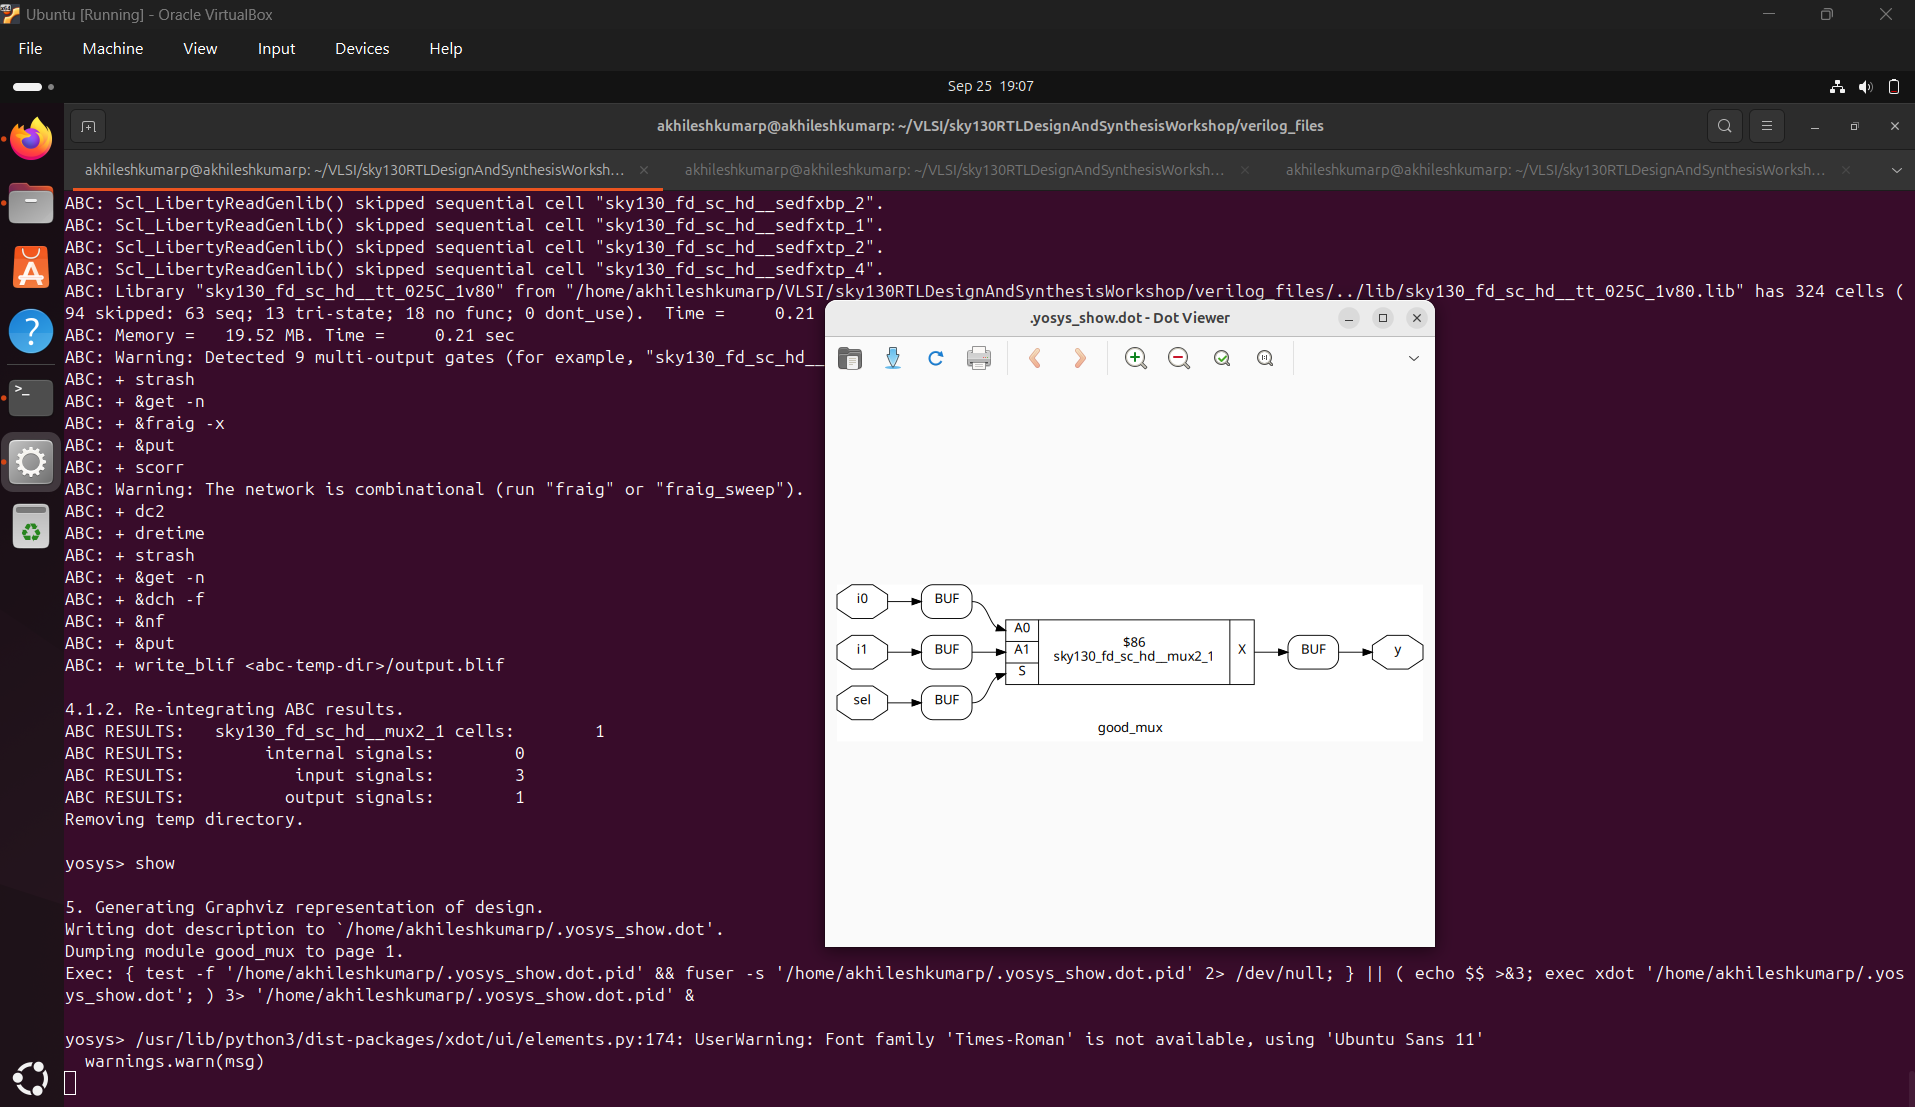 Ubuntu [Running] - Oracle VirtualBox
File Machine View Input Devices Help
Sep 25 19:07
akhileshkumarp@akhileshkumarp: ~/VLSI/sky130RTLDesignAndSynthesisWorkshop/verilog_files
akhileshkumarp@akhileshkumarp: ~/VLSI/sky130RTLDesignAndSynthesisWorksh... akhileshkumarp@akhileshkumarp: ~/VLSI/sky130RTLDesignAndSynthesisWorksh... akhileshkumarp@akhileshkumarp: ~/VLSI/sky130RTLDesignAndSynthesisWorksh...
ABC: Scl_LibertyReadGenlib() skipped sequential cell "sky130_fd_sc_hd__sedfxbp_2".
ABC: Scl_LibertyReadGenlib() skipped sequential cell "sky130_fd_sc_hd__sedfxtp_1".
ABC: Scl_LibertyReadGenlib() skipped sequential cell "sky130_fd_sc_hd__sedfxtp_2".
ABC: Scl_LibertyReadGenlib() skipped sequential cell "sky130_fd_sc_hd__sedfxtp_4".
ABC: Library "sky130_fd_sc_hd__tt_025C_1v80" from "/home/akhileshkumarp/VLSI/sky130RTLDesignAndSynthesisWorkshop/verilog_files/../lib/sky130_fd_sc_hd__tt_025C_1v80.lib" has 324 cells (
94 skipped: 63 seq; 13 tri-state; 18 no func; 0 dont_use). Time = 0.21
ABC: Memory = 19.52 MB. Time = 0.21 sec
ABC: Warning: Detected 9 multi-output gates (for example, "sky130_fd_sc_hd__
ABC: + strash
ABC: + &get -n
ABC: + &fraig -x
ABC: + &put
ABC: + scorr
ABC: Warning: The network is combinational (run "fraig" or "fraig_sweep").
ABC: + dc2
ABC: + dretime
ABC: + strash
ABC: + &get -n
ABC: + &dch -f
ABC: + &nf
ABC: + &put
ABC: + write_blif <abc-temp-dir>/output.blif
4.1.2. Re-integrating ABC results.
ABC RESULTS: sky130_fd_sc_hd__mux2_1 cells: 1
ABC RESULTS: internal signals: 0
ABC RESULTS: input signals: 3
ABC RESULTS: output signals: 1
Removing temp directory.
yosys> show
5. Generating Graphviz representation of design.
Writing dot description to `/home/akhileshkumarp/.yosys_show.dot'.
Dumping module good_mux to page 1.
Exec: { test -f '/home/akhileshkumarp/.yosys_show.dot.pid' && fuser -s '/home/akhileshkumarp/.yosys_show.dot.pid' 2> /dev/null; } || ( echo $$ >&3; exec xdot '/home/akhileshkumarp/.yos
ys_show.dot'; ) 3> '/home/akhileshkumarp/.yosys_show.dot.pid' &
yosys> /usr/lib/python3/dist-packages/xdot/ui/elements.py:174: UserWarning: Font family 'Times-Roman' is not available, using 'Ubuntu Sans 11'
warnings.warn(msg)
.yosys_show.dot - Dot Viewer
i0 BUF
A0
i1 BUF A1
$86
sky130_fd_sc_hd__mux2_1
X BUF y
S
sel BUF
good_mux